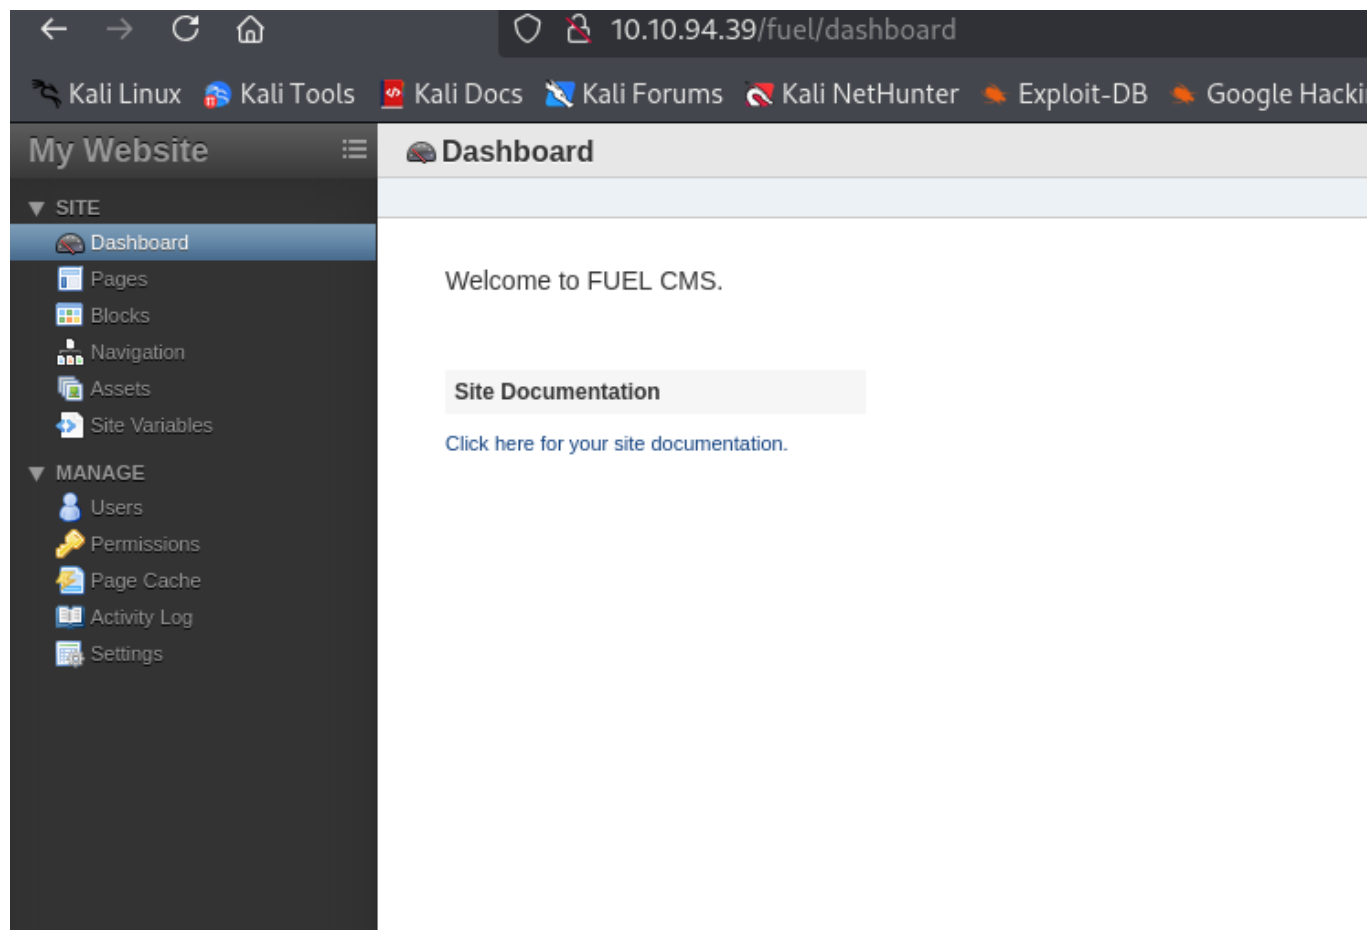 10.10.94.39/fuel/dashboard
Kali Linux Kali Tools Kali Docs Kali Forums Kali NetHunter Exploit-DB Google Hacki
My Website
Dashboard
SITE
Dashboard
Pages
Blocks
Navigation
Assets
Site Variables
MANAGE
Users
Permissions
Page Cache
Activity Log
Settings
Welcome to FUEL CMS.
Site Documentation
Click here for your site documentation.